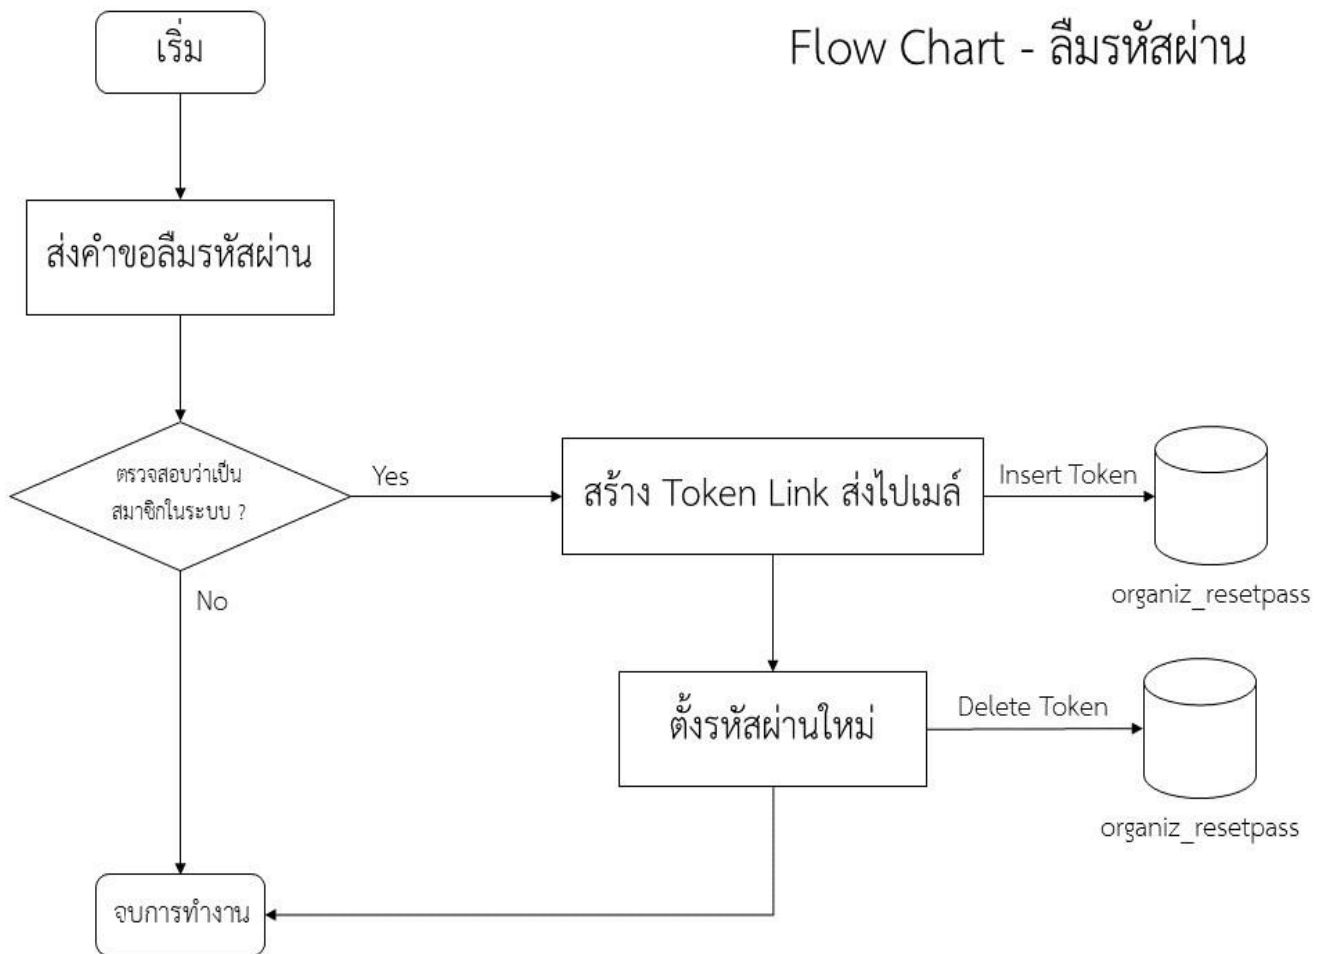 เริ่ม
Flow Chart - ลืมรหัสผ่าน
ส่งคำขอลืมรหัสผ่าน
ตรวจสอบว่าเป็น
สมาชิกในระบบ ?
Yes
สร้าง Token Link ส่งไปเมล์
Insert Token
organiz_resetpass
No
ตั้งรหัสผ่านใหม่
Delete Token
organiz_resetpass
จบการทำงาน